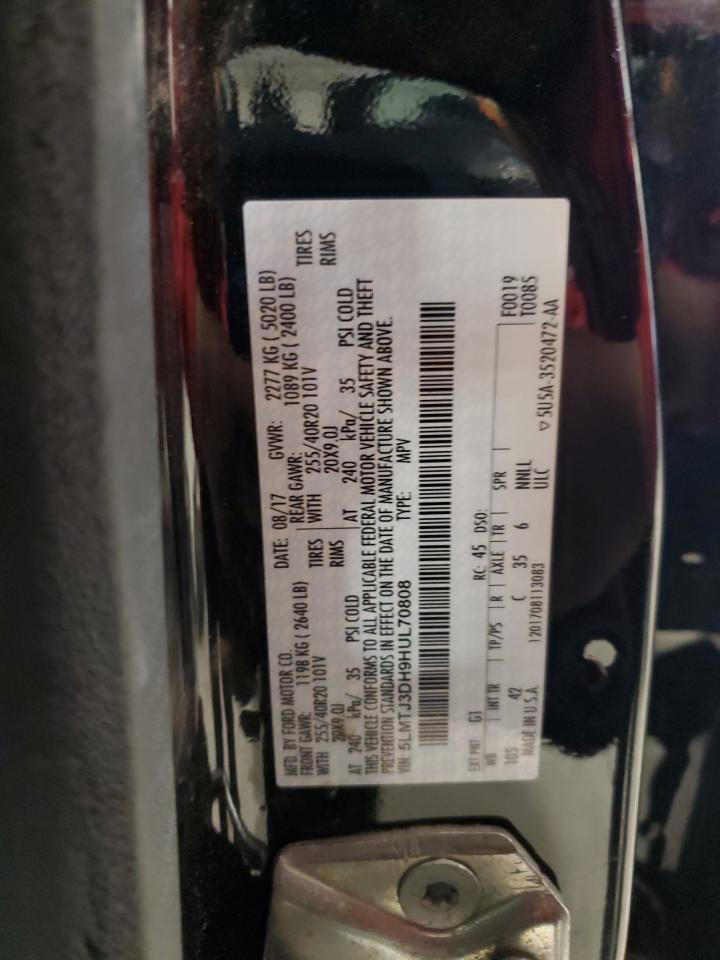 MFD. BY FORD MOTOR CO.
DATE: 08/17 GVWR: 2277 KG ( 5020 LB)
FRONT GAWR: 1198 KG ( 2640 LB)
REAR GAWR: 1089 KG ( 2400 LB)
WITH 255/40R20 101V TIRES
WITH 255/40R20 101V TIRES
20X9.0J RIMS
20X9.0J RIMS
AT 240 kPa/ 35 PSI COLD
AT 240 kPa/ 35 PSI COLD
THIS VEHICLE CONFORMS TO ALL APPLICABLE FEDERAL MOTOR VEHICLE SAFETY AND THEFT
PREVENTION STANDARDS IN EFFECT ON THE DATE OF MANUFACTURE SHOWN ABOVE.
VIN: 5LMTJ3DH9HUL70808 TYPE: MPV
EXT PNT: G1 RC: 45 DSO:
WB INT TR TP/PS R AXLE TR SPR F0019
105 42 C 35 6 NNLL T0085
MADE IN U.S.A. ULC
1201708113083 ▽ 5U5A-3520472-AA